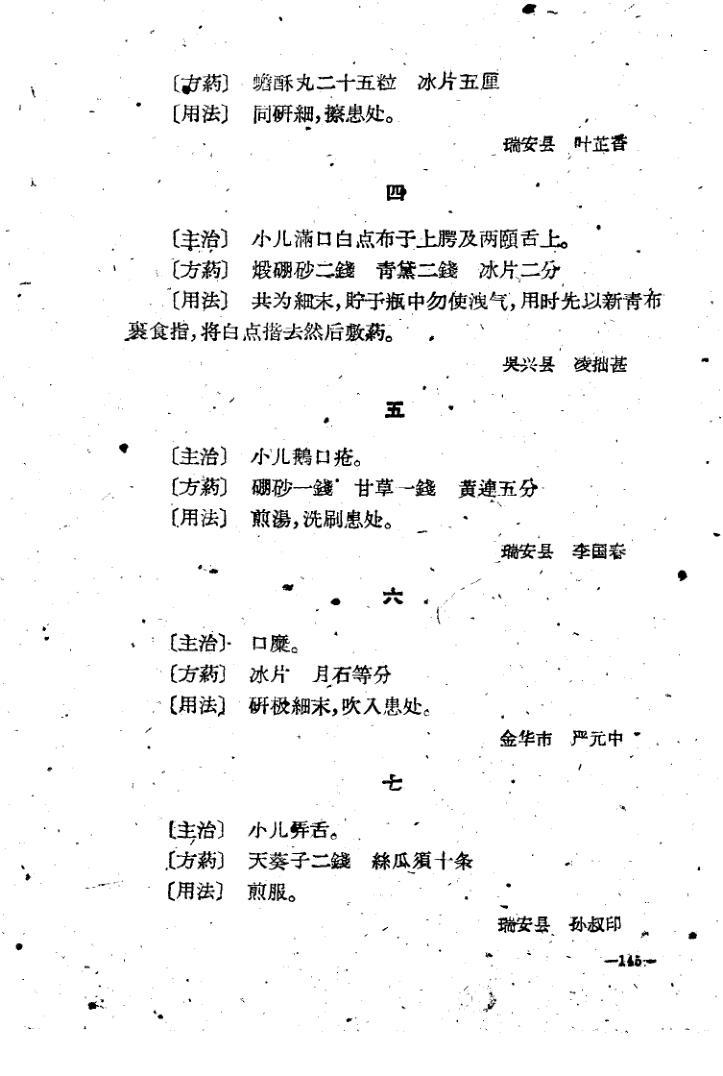 〔方葯〕 蟾酥丸二十五粒 冰片五厘
〔用法〕 同研細,擦患处。
瑞安县 叶芷香
四
〔主治〕 小儿滿口白点布于上腭及两頤舌上。
〔方葯〕 煅硼砂二錢 青黛二錢 冰片二分
〔用法〕 共为細末,貯于瓶中勿使洩气,用时先以新青布
裹食指,将白点揩去然后敷葯。
吳兴县 凌拙甚
五
〔主治〕 小儿鵝口疮。
〔方葯〕 硼砂一錢 甘草一錢 黃連五分
〔用法〕 煎湯,洗刷患处。
瑞安县 李国春
六
〔主治〕 口糜。
〔方葯〕 冰片 月石等分
〔用法〕 研极細末,吹入患处。
金华市 严元中
七
〔主治〕 小儿弄舌。
〔方葯〕 天葵子二錢 絲瓜須十条
〔用法〕 煎服。
瑞安县 孙叔印
—145—